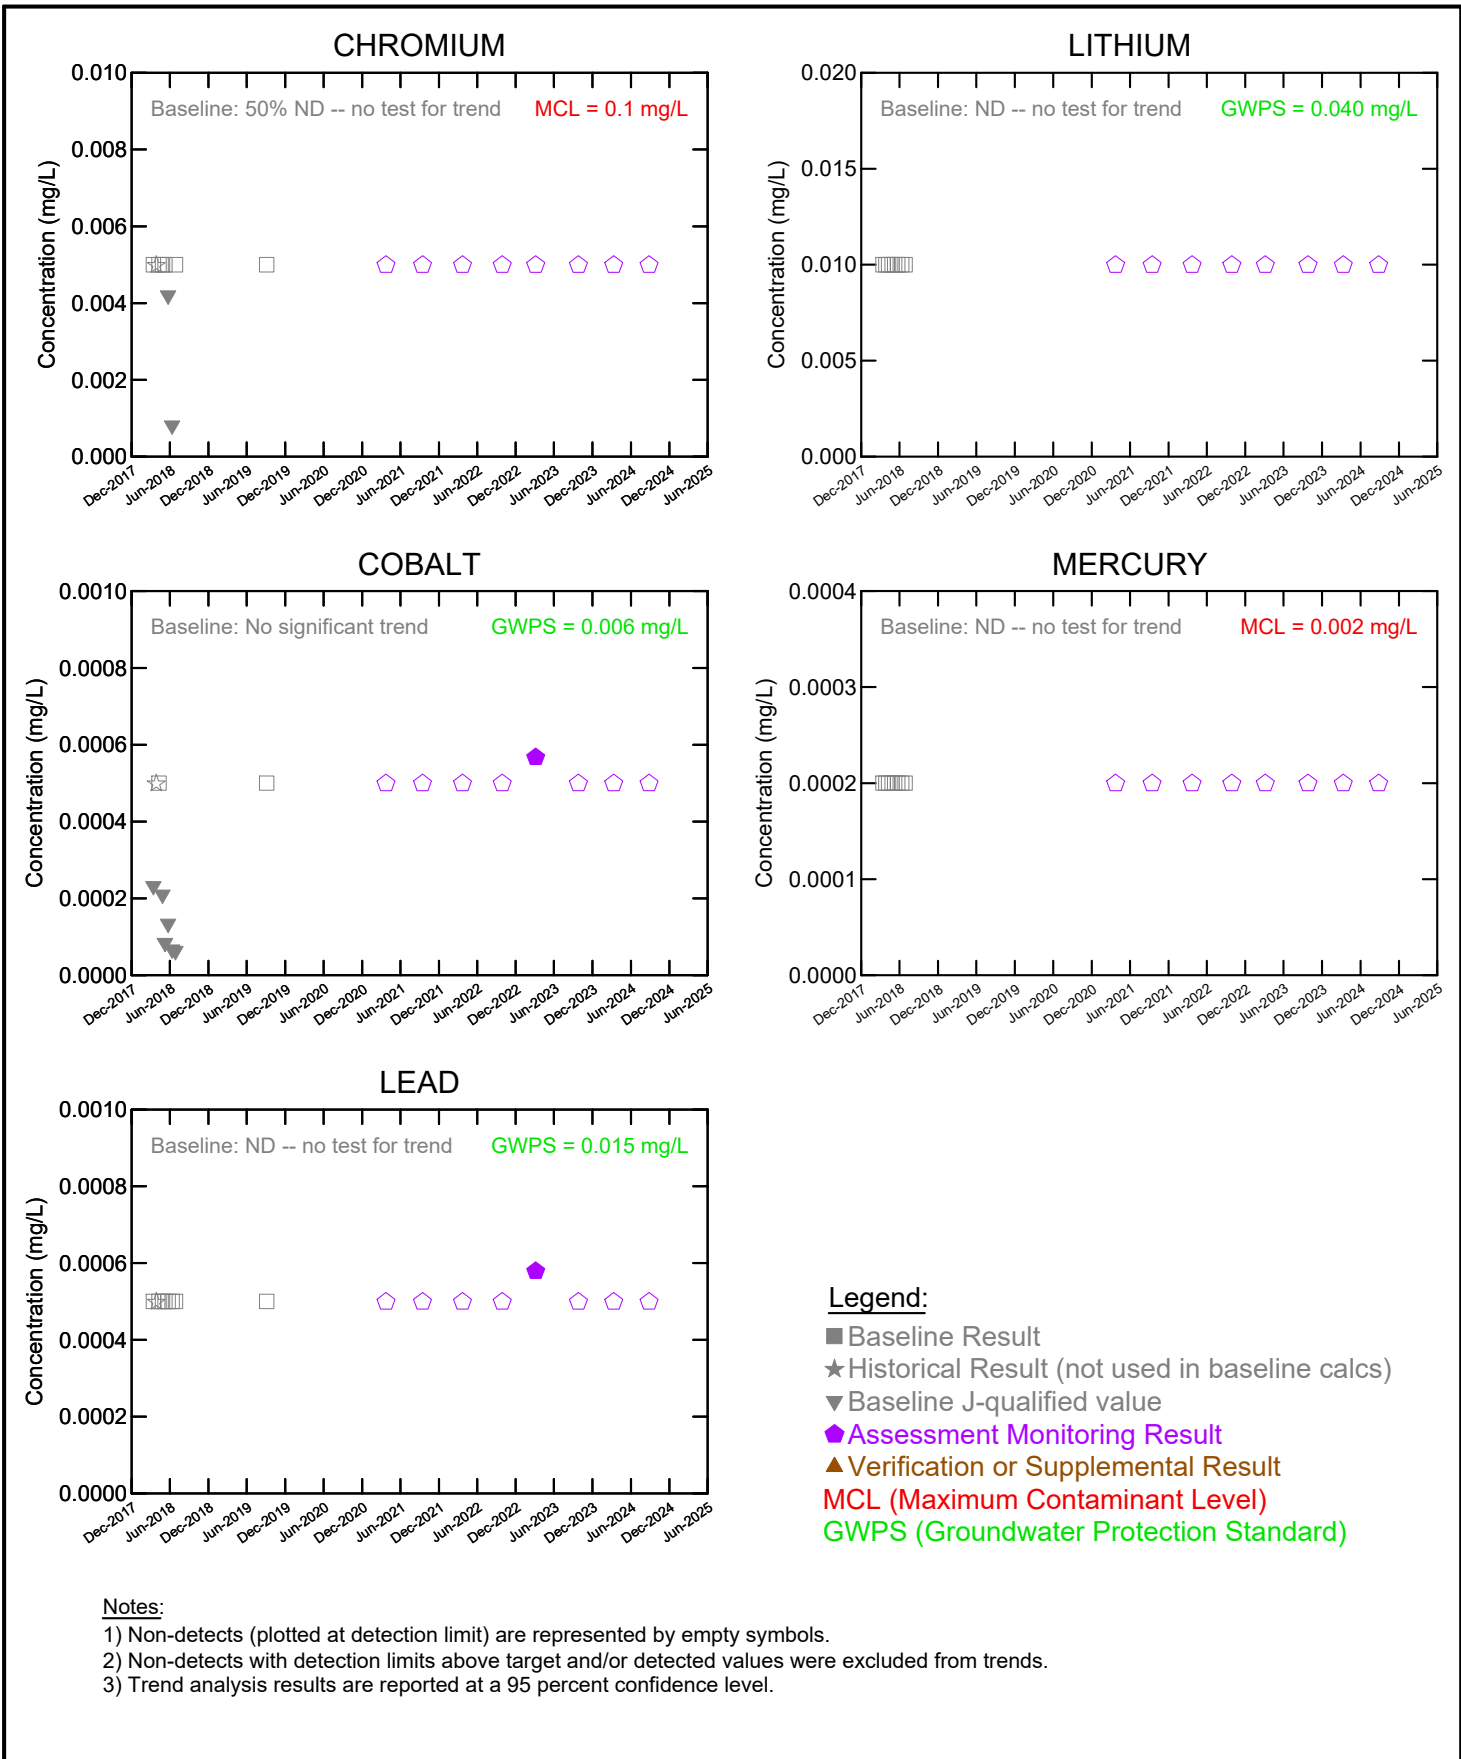 CHROMIUM
Baseline: 50% ND -- no test for trend MCL = 0.1 mg/L
Concentration (mg/L)
0.010
0.008
0.006
0.004
0.002
0.000
Dec-2017 Jun-2018 Dec-2018 Jun-2019 Dec-2019 Jun-2020 Dec-2020 Jun-2021 Dec-2021 Jun-2022 Dec-2022 Jun-2023 Dec-2023 Jun-2024 Dec-2024 Jun-2025
LITHIUM
Baseline: ND -- no test for trend GWPS = 0.040 mg/L
Concentration (mg/L)
0.020
0.015
0.010
0.005
0.000
Dec-2017 Jun-2018 Dec-2018 Jun-2019 Dec-2019 Jun-2020 Dec-2020 Jun-2021 Dec-2021 Jun-2022 Dec-2022 Jun-2023 Dec-2023 Jun-2024 Dec-2024 Jun-2025
COBALT
Baseline: No significant trend GWPS = 0.006 mg/L
Concentration (mg/L)
0.0010
0.0008
0.0006
0.0004
0.0002
0.0000
Dec-2017 Jun-2018 Dec-2018 Jun-2019 Dec-2019 Jun-2020 Dec-2020 Jun-2021 Dec-2021 Jun-2022 Dec-2022 Jun-2023 Dec-2023 Jun-2024 Dec-2024 Jun-2025
MERCURY
Baseline: ND -- no test for trend MCL = 0.002 mg/L
Concentration (mg/L)
0.0004
0.0003
0.0002
0.0001
0.0000
Dec-2017 Jun-2018 Dec-2018 Jun-2019 Dec-2019 Jun-2020 Dec-2020 Jun-2021 Dec-2021 Jun-2022 Dec-2022 Jun-2023 Dec-2023 Jun-2024 Dec-2024 Jun-2025
LEAD
Baseline: ND -- no test for trend GWPS = 0.015 mg/L
Concentration (mg/L)
0.0010
0.0008
0.0006
0.0004
0.0002
0.0000
Dec-2017 Jun-2018 Dec-2018 Jun-2019 Dec-2019 Jun-2020 Dec-2020 Jun-2021 Dec-2021 Jun-2022 Dec-2022 Jun-2023 Dec-2023 Jun-2024 Dec-2024 Jun-2025
Legend:
Baseline Result
Historical Result (not used in baseline calcs)
Baseline J-qualified value
Assessment Monitoring Result
Verification or Supplemental Result
MCL (Maximum Contaminant Level)
GWPS (Groundwater Protection Standard)
Notes:
1) Non-detects (plotted at detection limit) are represented by empty symbols.
2) Non-detects with detection limits above target and/or detected values were excluded from trends.
3) Trend analysis results are reported at a 95 percent confidence level.